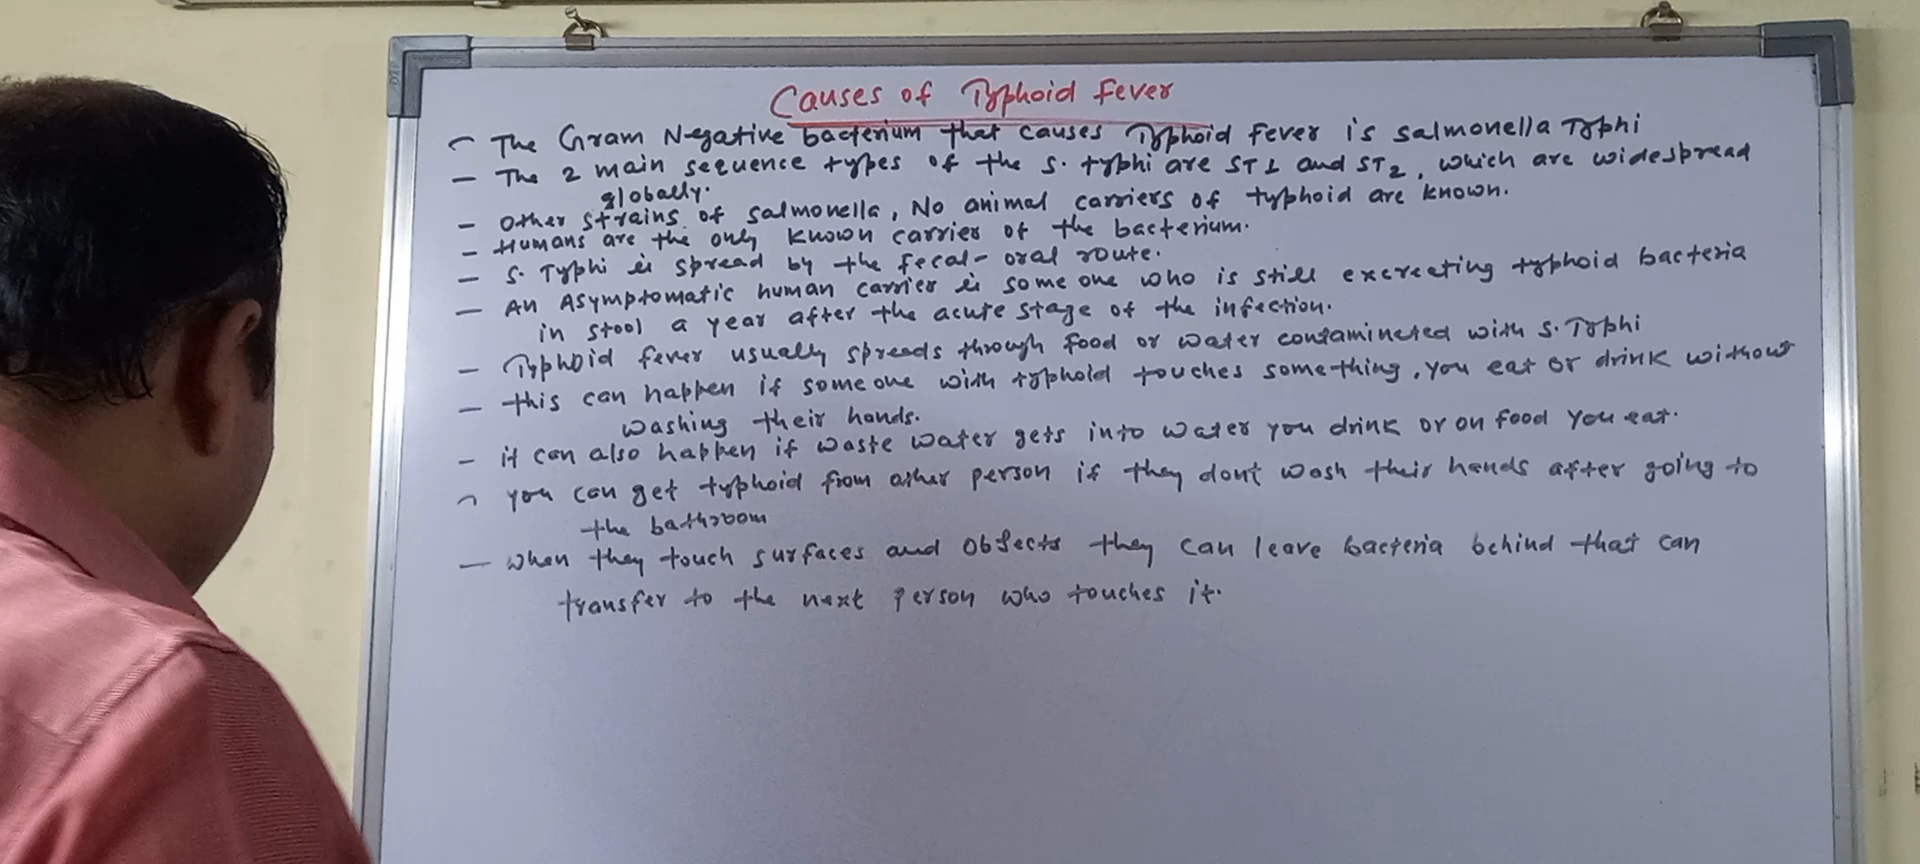 Causes of Typhoid Fever
- The Gram Negative bacterium that causes Typhoid Fever is Salmonella Typhi
- The 2 main sequence types of the S. typhi are ST1 and ST2, which are widespread
globally.
- Other strains of salmonella, No animal carriers of typhoid are known.
- Humans are the only known carrier of the bacterium.
- S. Typhi is spread by the fecal-oral route.
- An Asymptomatic human carrier is some one who is still excreating typhoid bacteria
in stool a year after the acute stage of the infection.
- Typhoid fever usually spreads through food or water contamineted with S. Typhi
- this can happen if some one with typhoid touches something, you eat or drink without
washing their hands.
- it can also happen if waste water gets into water you drink or on food you eat.
- you can get typhoid from other person if they dont wash their hands after going to
the bathroom
- when they touch surfaces and objects they can leave bacteria behind that can
transfer to the next person who touches it.